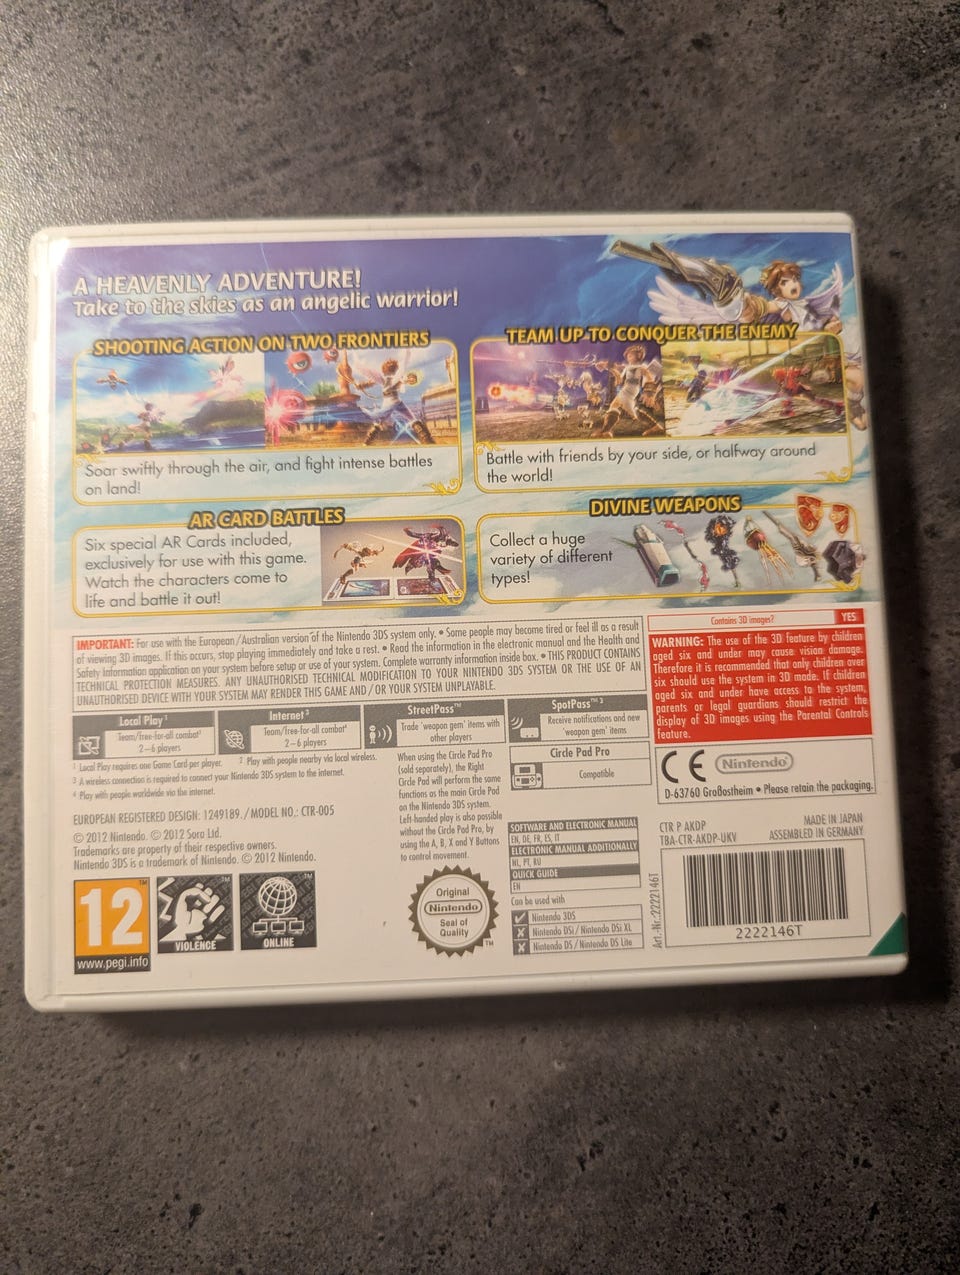 A HEAVENLY ADVENTURE!
Take to the skies as an angelic warrior!
SHOOTING ACTION ON TWO FRONTIERS
Soar swiftly through the air, and fight intense battles
on land!
TEAM UP TO CONQUER THE ENEMY
Battle with friends by your side, or halfway around
the world!
AR CARD BATTLES
Six special AR Cards included,
exclusively for use with this game.
Watch the characters come to
life and battle it out!
DIVINE WEAPONS
Collect a huge
variety of different
types!
IMPORTANT: For use with the European/Australian version of the Nintendo 3DS system only. • Some people may become tired or feel ill as a result
of viewing 3D images. If this occurs, stop playing immediately and take a rest. • Read the information in the electronic manual and the Health and
Safety Information application on your system before setup or use of your system. Complete warranty information inside box. • THIS PRODUCT CONTAINS
TECHNICAL PROTECTION MEASURES. ANY UNAUTHORISED TECHNICAL MODIFICATION TO YOUR NINTENDO 3DS SYSTEM OR THE USE OF AN
UNAUTHORISED DEVICE WITH YOUR SYSTEM MAY RENDER THIS GAME AND / OR YOUR SYSTEM UNPLAYABLE.
Contains 3D images? YES
WARNING: The use of the 3D feature by children
aged six and under may cause vision damage.
Therefore it is recommended that only children over
six should use the system in 3D mode. If children
aged six and under have access to the system,
parents or legal guardians should restrict the
display of 3D images using the Parental Controls
feature.
Local Play¹
Team/free-for-all combat²
2–6 players
Internet³
Team/free-for-all combat⁴
2–6 players
StreetPass™
Trade 'weapon gem' items with
other players
SpotPass™ ³
Receive notifications and new
'weapon gem' items
¹ Local Play requires one Game Card per player. ² Play with people nearby via local wireless.
³ A wireless connection is required to connect your Nintendo 3DS system to the internet.
⁴ Play with people worldwide via the internet.
When using the Circle Pad Pro
(sold separately), the Right
Circle Pad will perform the same
functions as the main Circle Pad
on the Nintendo 3DS system.
Left-handed play is also possible
without the Circle Pad Pro, by
using the A, B, X and Y Buttons
to control movement.
Circle Pad Pro
Compatible
CE Nintendo®
D-63760 Großostheim • Please retain the packaging.
EUROPEAN REGISTERED DESIGN: 1249189. / MODEL NO.: CTR-005
© 2012 Nintendo. © 2012 Sora Ltd.
Trademarks are property of their respective owners.
Nintendo 3DS is a trademark of Nintendo. © 2012 Nintendo.
SOFTWARE AND ELECTRONIC MANUAL
EN, DE, FR, ES, IT
ELECTRONIC MANUAL ADDITIONALLY
NL, PT, RU
QUICK GUIDE
EN
Can be used with
Nintendo 3DS
Nintendo DSi / Nintendo DSi XL
Nintendo DS / Nintendo DS Lite
CTR P AKDP
TBA-CTR-AKDP-UKV
MADE IN JAPAN
ASSEMBLED IN GERMANY
Art.-Nr.:2222146T
2222146T
12™
www.pegi.info
™
VIOLENCE
™
ONLINE
Original
Nintendo®
Seal of
Quality
™